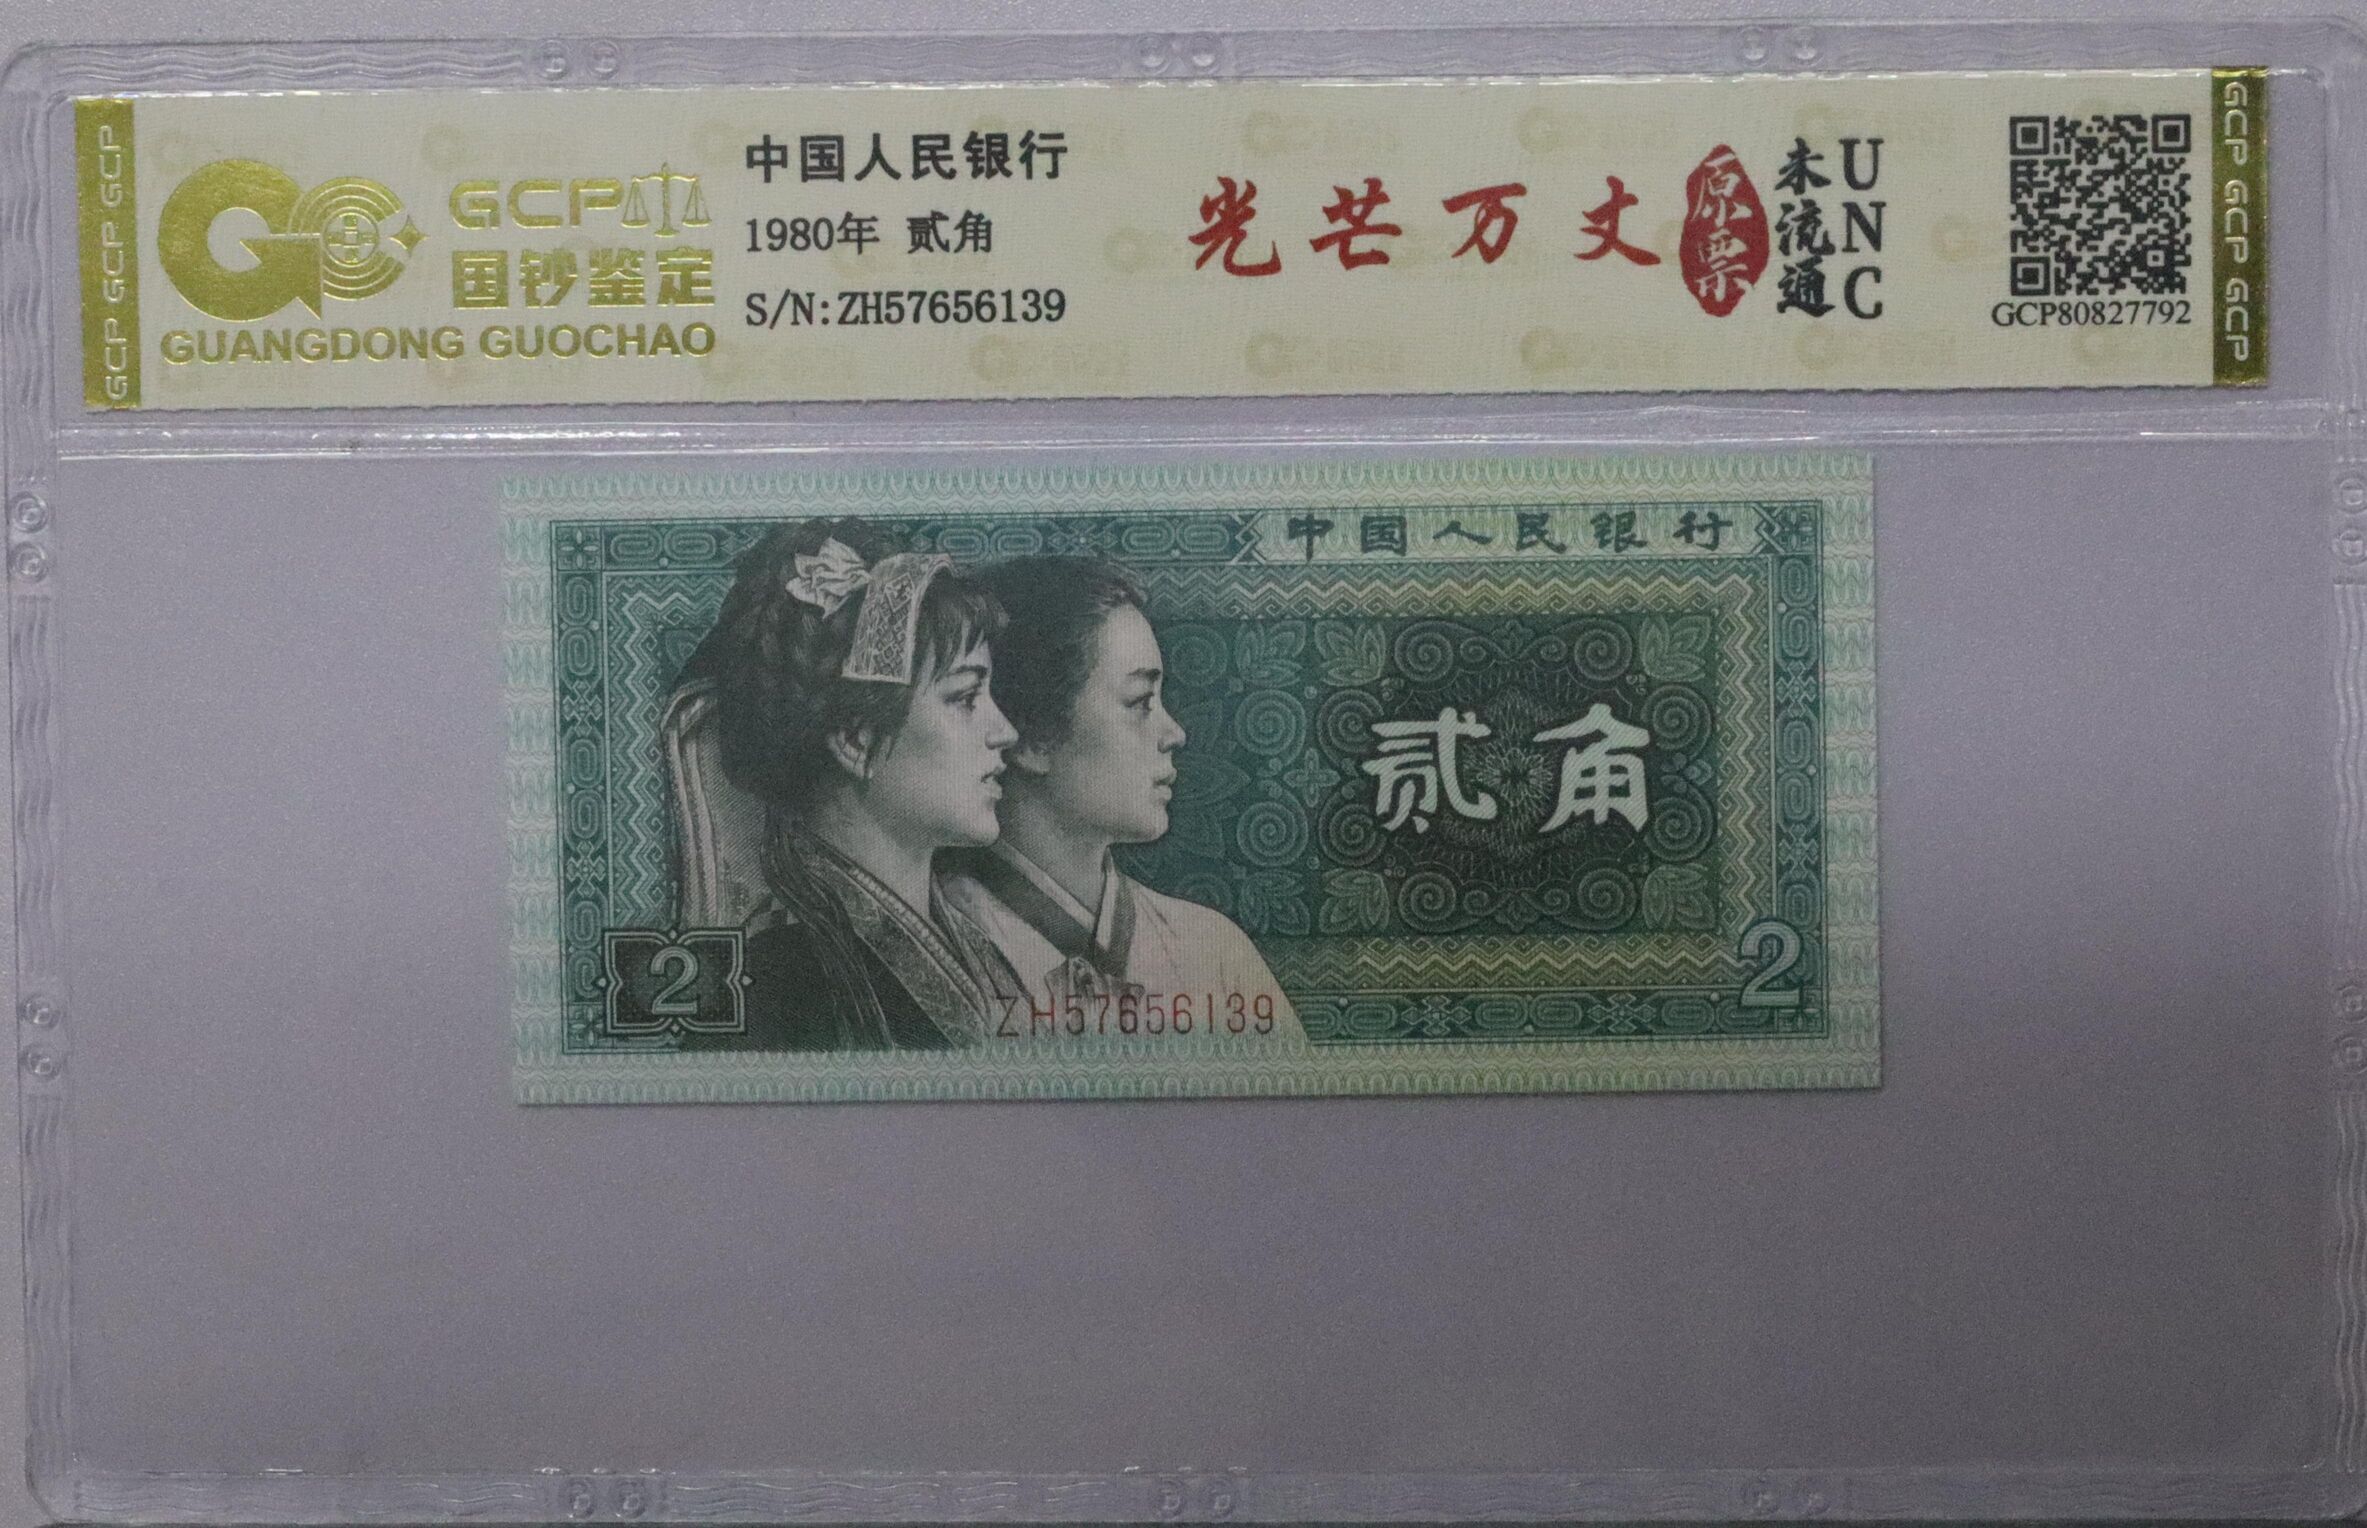 GCP GCP GCP
GCP
国钞鉴定
GUANGDONG GUOCHAO
中国人民银行
1980年 贰角
S/N:ZH57656139
光芒万丈
原票
未流通
UNC
GCP80827792
GCP GCP GCP
中国人民银行
贰角
2
2
ZH57656139